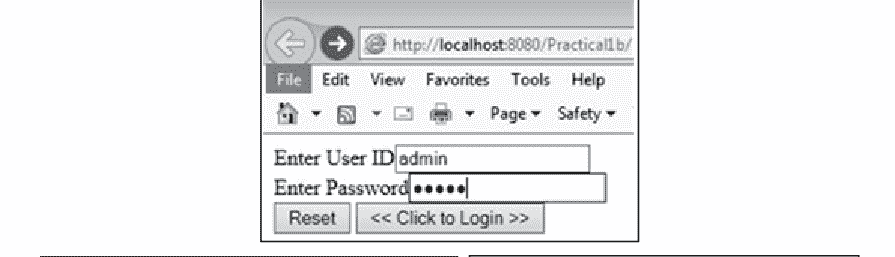 http://localhost:8080/Practical1b/
File Edit View Favorites Tools Help
Page Safety
Enter User ID admin
Enter Password •••••
Reset << Click to Login >>